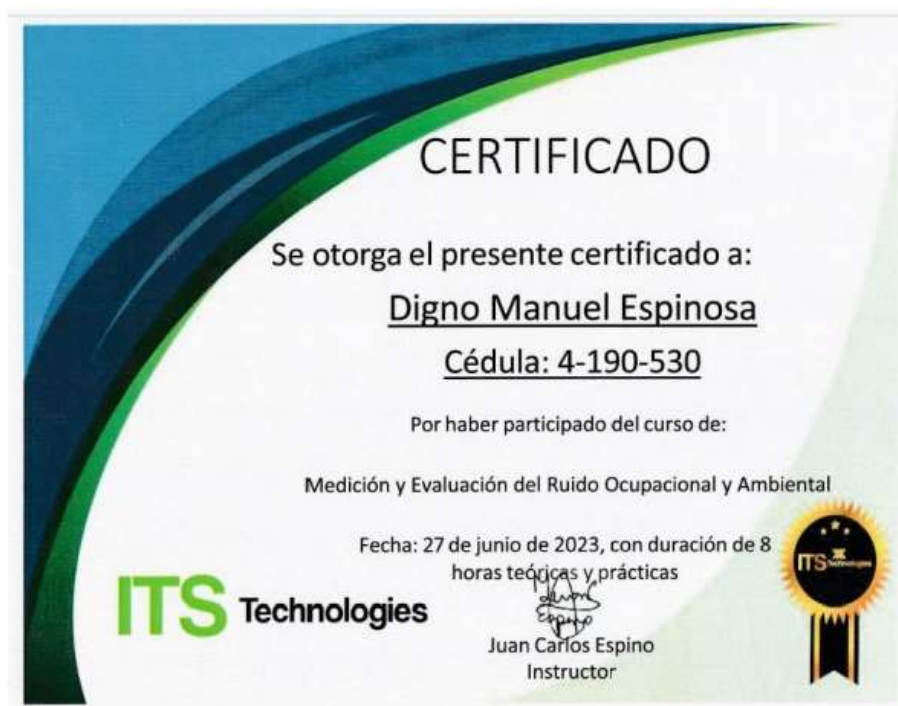 CERTIFICADO
Se otorga el presente certificado a:
Digno Manuel Espinosa
Cédula: 4-190-530
Por haber participado del curso de:
Medición y Evaluación del Ruido Ocupacional y Ambiental
Fecha: 27 de junio de 2023, con duración de 8
horas teóricas y prácticas
ITS Technologies
Juan Carlos Espino
Instructor
ITS Technologies